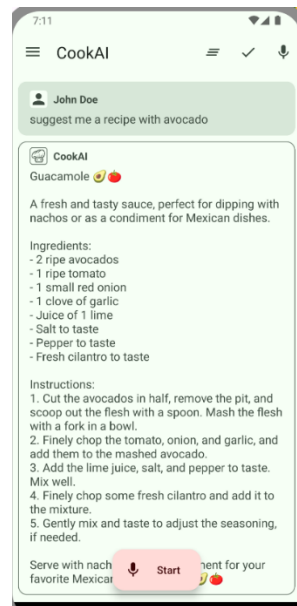 7:11
CookAI
John Doe
suggest me a recipe with avocado
CookAI
Guacamole 🥑🍅
A fresh and tasty sauce, perfect for dipping with
nachos or as a condiment for Mexican dishes.
Ingredients:
- 2 ripe avocados
- 1 ripe tomato
- 1 small red onion
- 1 clove of garlic
- Juice of 1 lime
- Salt to taste
- Pepper to taste
- Fresh cilantro to taste
Instructions:
1. Cut the avocados in half, remove the pit, and
scoop out the flesh with a spoon. Mash the flesh
with a fork in a bowl.
2. Finely chop the tomato, onion, and garlic, and
add them to the mashed avocado.
3. Add the lime juice, salt, and pepper to taste.
Mix well.
4. Finely chop some fresh cilantro and add it to
the mixture.
5. Gently mix and taste to adjust the seasoning,
if needed.
Serve with nach ent for your
favorite Mexica 🥑🍅
Start